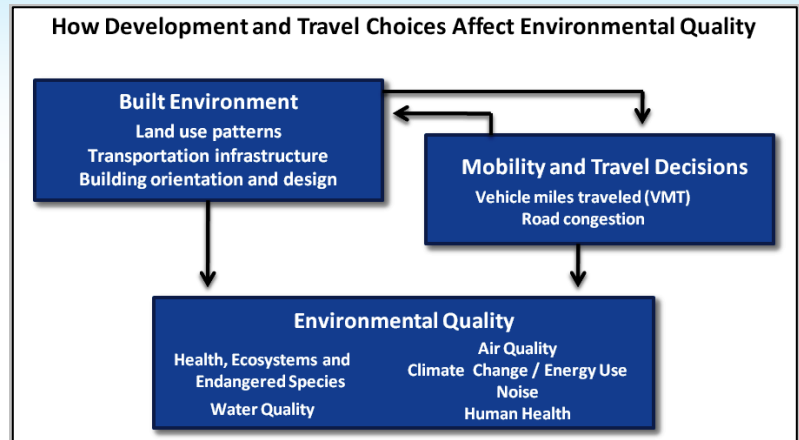 How Development and Travel Choices Affect Environmental Quality
Built Environment
Land use patterns
Transportation infrastructure
Building orientation and design
Mobility and Travel Decisions
Vehicle miles traveled (VMT)
Road congestion
Environmental Quality
Health, Ecosystems and
Endangered Species
Water Quality
Air Quality
Climate Change / Energy Use
Noise
Human Health